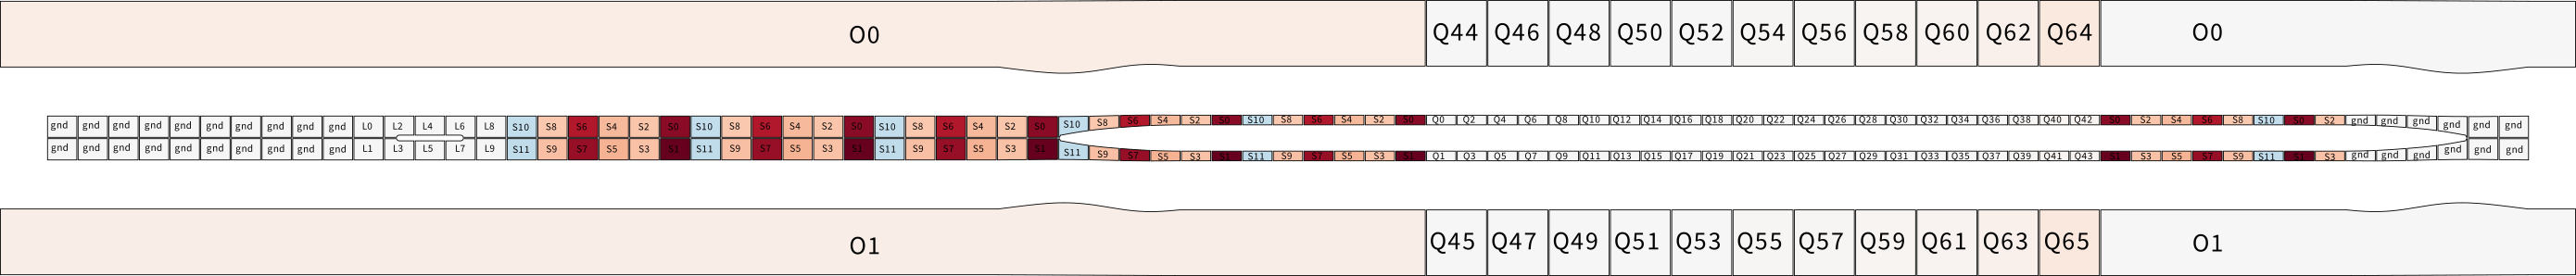 O0 Q44 Q46 Q48 Q50 Q52 Q54 Q56 Q58 Q60 Q62 Q64 O0
gnd gnd gnd gnd gnd gnd gnd gnd gnd gnd L0 L2 L4 L6 L8 S10 S8 S6 S4 S2 S0 S10 S8 S6 S4 S2 S0 S10 S8 S6 S4 S2 S0 S10 S8 S6 S4 S2 S0 S10 S8 S6 S4 S2 S0 Q0 Q2 Q4 Q6 Q8 Q10 Q12 Q14 Q16 Q18 Q20 Q22 Q24 Q26 Q28 Q30 Q32 Q34 Q36 Q38 Q40 Q42 S0 S2 S4 S6 S8 S10 S0 S2 gnd gnd gnd gnd gnd gnd
gnd gnd gnd gnd gnd gnd gnd gnd gnd gnd L1 L3 L5 L7 L9 S11 S9 S7 S5 S3 S1 S11 S9 S7 S5 S3 S1 S11 S9 S7 S5 S3 S1 S11 S9 S7 S5 S3 S1 S11 S9 S7 S5 S3 S1 Q1 Q3 Q5 Q7 Q9 Q11 Q13 Q15 Q17 Q19 Q21 Q23 Q25 Q27 Q29 Q31 Q33 Q35 Q37 Q39 Q41 Q43 S1 S3 S5 S7 S9 S11 S1 S3 gnd gnd gnd gnd gnd gnd
O1 Q45 Q47 Q49 Q51 Q53 Q55 Q57 Q59 Q61 Q63 Q65 O1